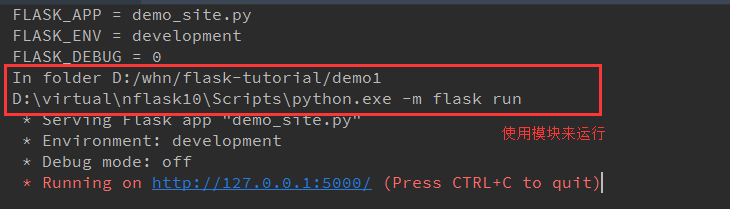 FLASK_APP = demo_site.py
FLASK_ENV = development
FLASK_DEBUG = 0
In folder D:/whn/flask-tutorial/demo1
D:\virtual\nflask10\Scripts\python.exe -m flask run
* Serving Flask app "demo_site.py"
使用模块来运行
* Environment: development
* Debug mode: off
* Running on http://127.0.0.1:5000/ (Press CTRL+C to quit)